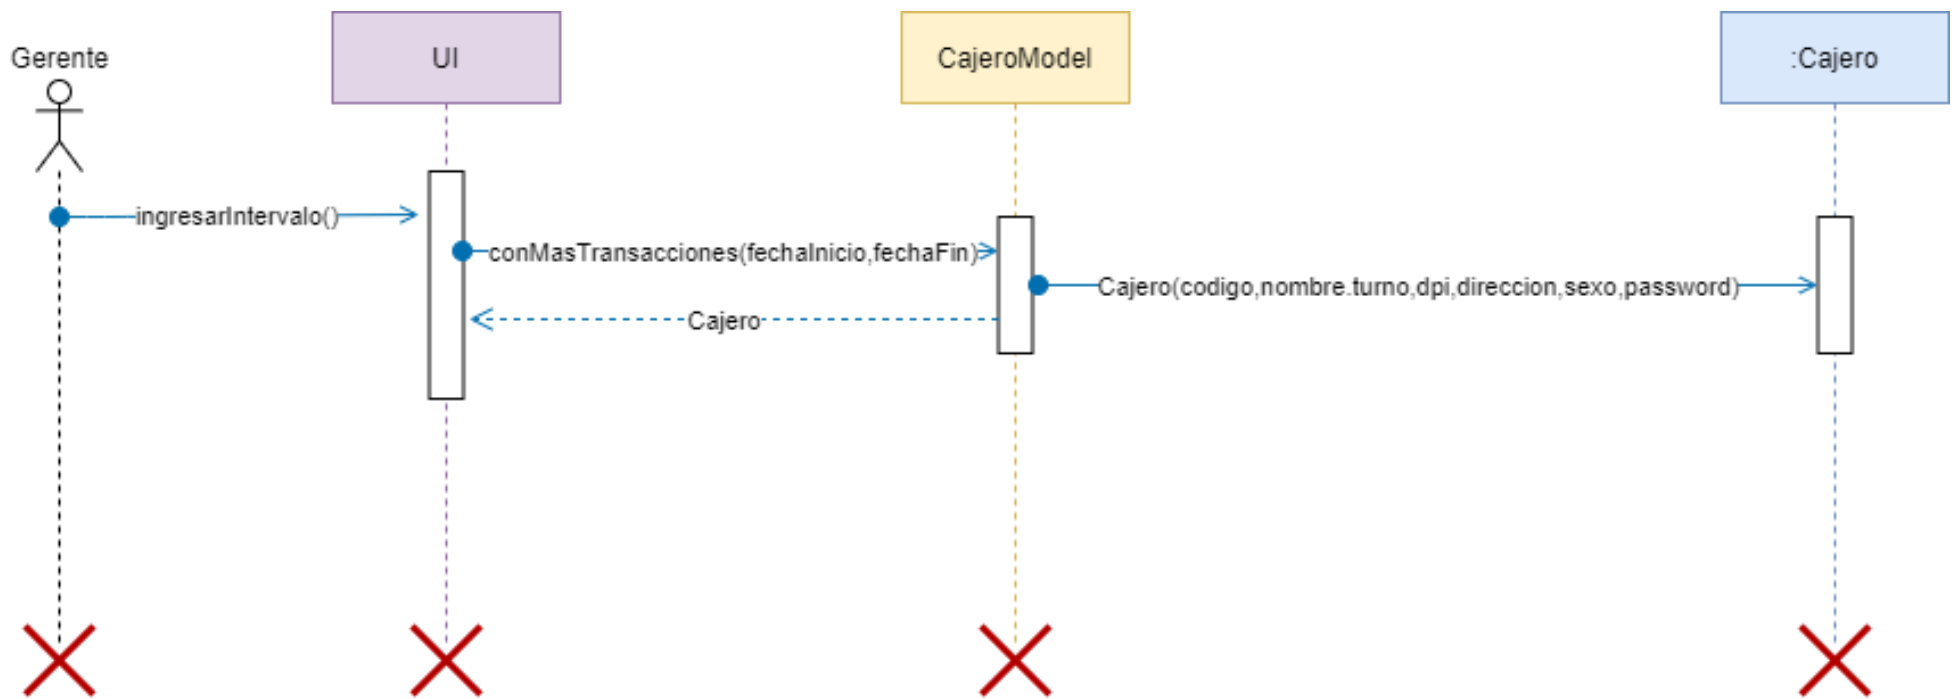 Gerente
UI
CajeroModel
:Cajero
ingresarIntervalo()
conMasTransacciones(fechaInicio,fechaFin)
Cajero(codigo,nombre.turno,dpi,direccion,sexo,password)
Cajero